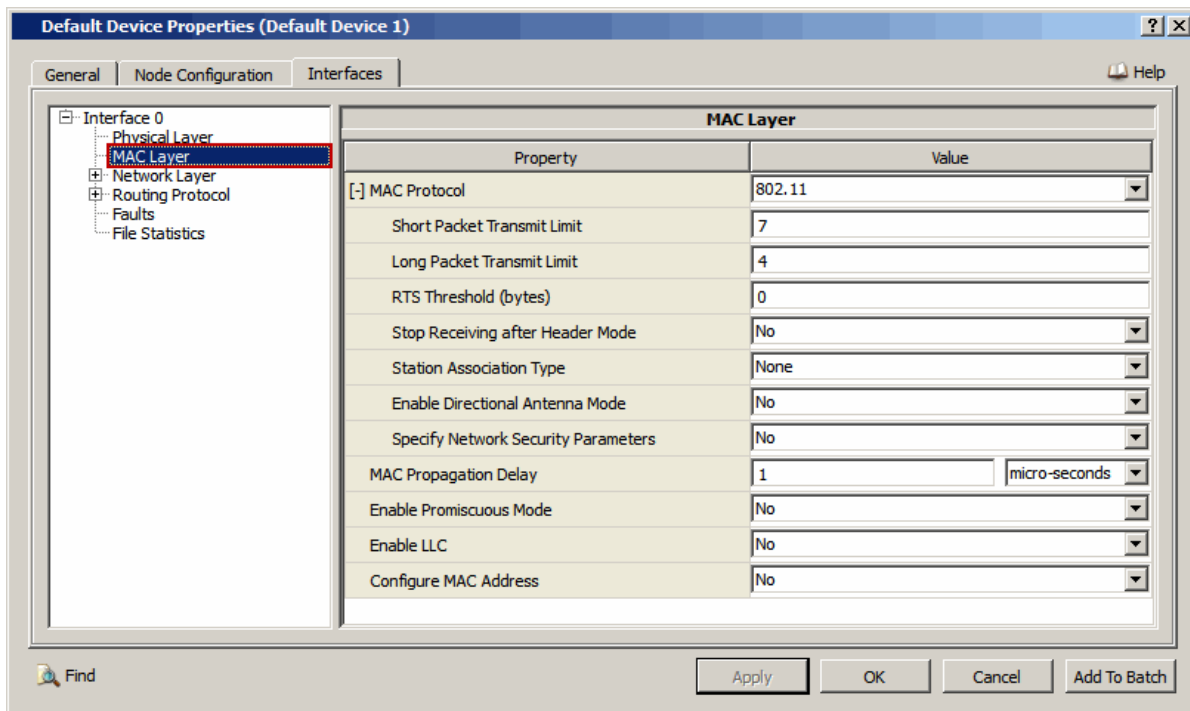 Default Device Properties (Default Device 1)
? X
General Node Configuration Interfaces Help
Interface 0
Physical Layer
MAC Layer
Network Layer
Routing Protocol
Faults
File Statistics
MAC Layer
Property Value
[-] MAC Protocol 802.11
Short Packet Transmit Limit 7
Long Packet Transmit Limit 4
RTS Threshold (bytes) 0
Stop Receiving after Header Mode No
Station Association Type None
Enable Directional Antenna Mode No
Specify Network Security Parameters No
MAC Propagation Delay 1 micro-seconds
Enable Promiscuous Mode No
Enable LLC No
Configure MAC Address No
Find Apply OK Cancel Add To Batch